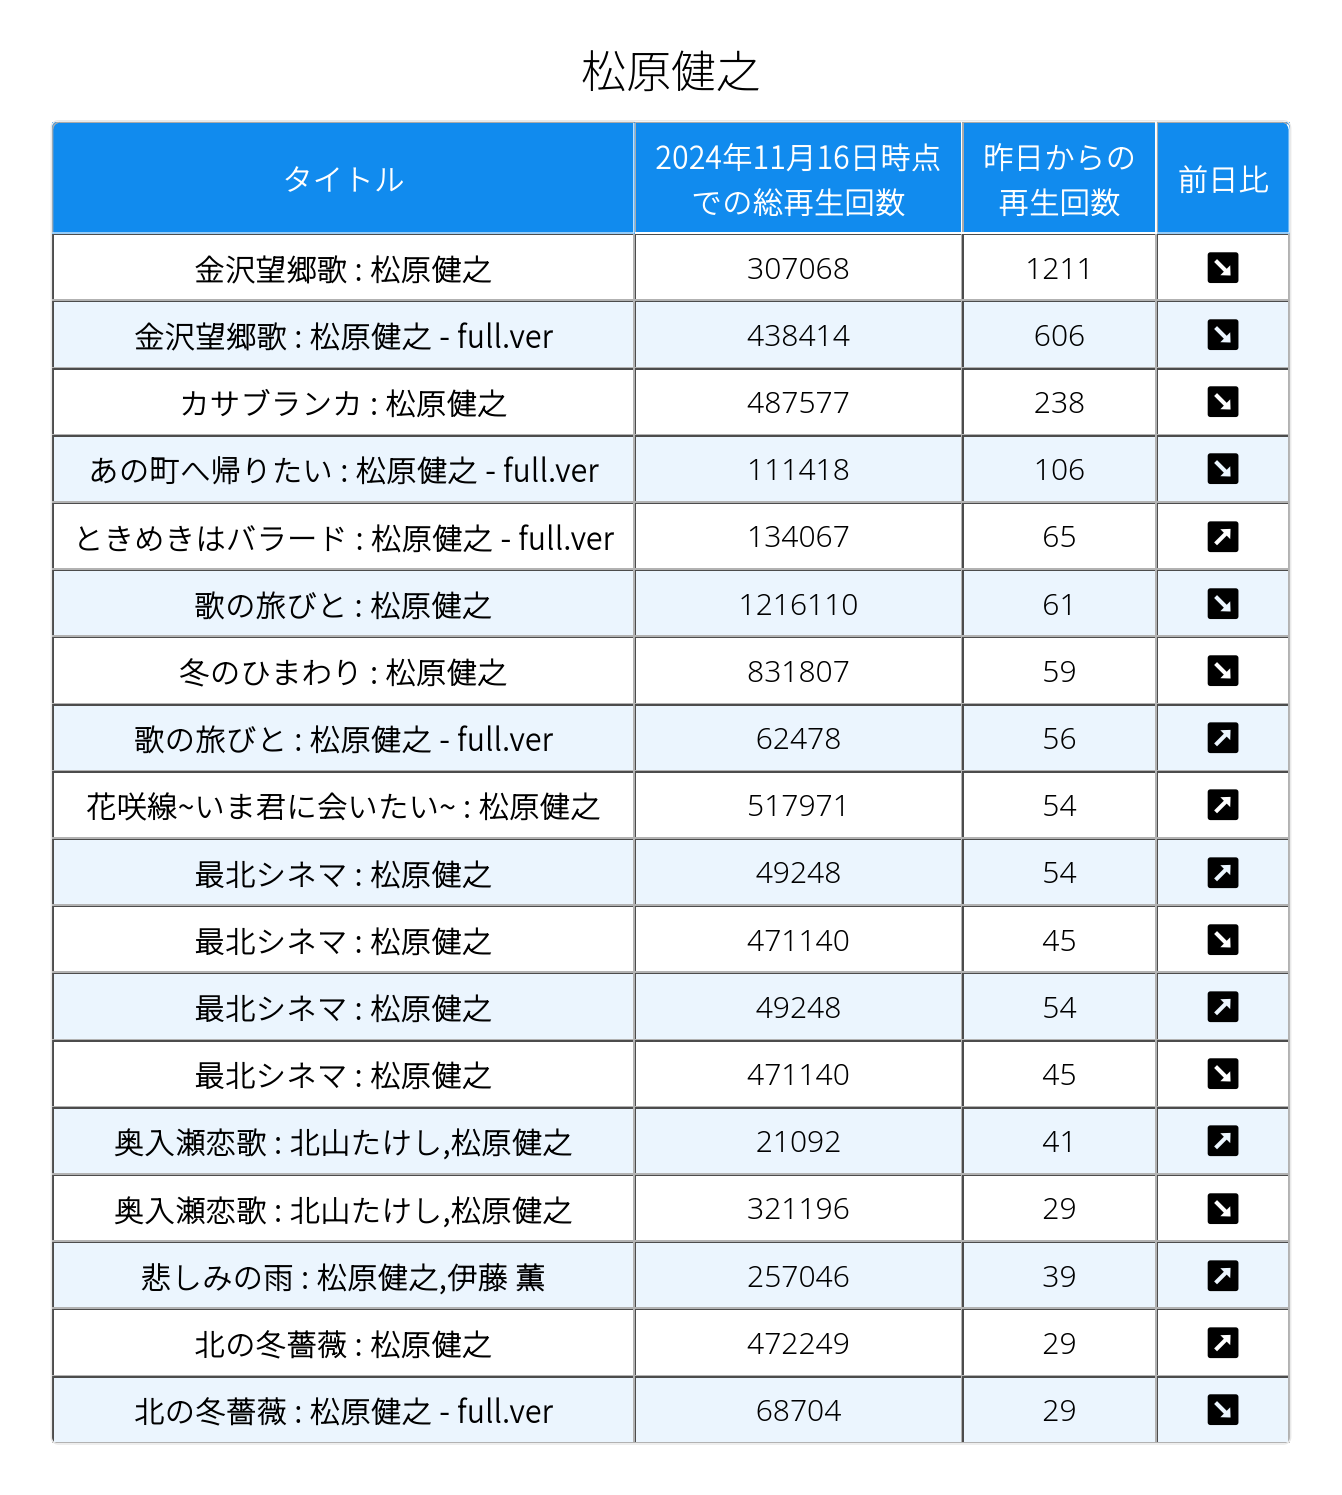 松原健之
タイトル
2024年11月16日時点
での総再生回数
昨日からの
再生回数
前日比
金沢望郷歌 : 松原健之 307068 1211
金沢望郷歌 : 松原健之 - full.ver 438414 606
カサブランカ : 松原健之 487577 238
あの町へ帰りたい : 松原健之 - full.ver 111418 106
ときめきはバラード : 松原健之 - full.ver 134067 65
歌の旅びと : 松原健之 1216110 61
冬のひまわり : 松原健之 831807 59
歌の旅びと : 松原健之 - full.ver 62478 56
花咲線~いま君に会いたい~ : 松原健之 517971 54
最北シネマ : 松原健之 49248 54
最北シネマ : 松原健之 471140 45
最北シネマ : 松原健之 49248 54
最北シネマ : 松原健之 471140 45
奥入瀬恋歌 : 北山たけし,松原健之 21092 41
奥入瀬恋歌 : 北山たけし,松原健之 321196 29
悲しみの雨 : 松原健之,伊藤 薫 257046 39
北の冬薔薇 : 松原健之 472249 29
北の冬薔薇 : 松原健之 - full.ver 68704 29